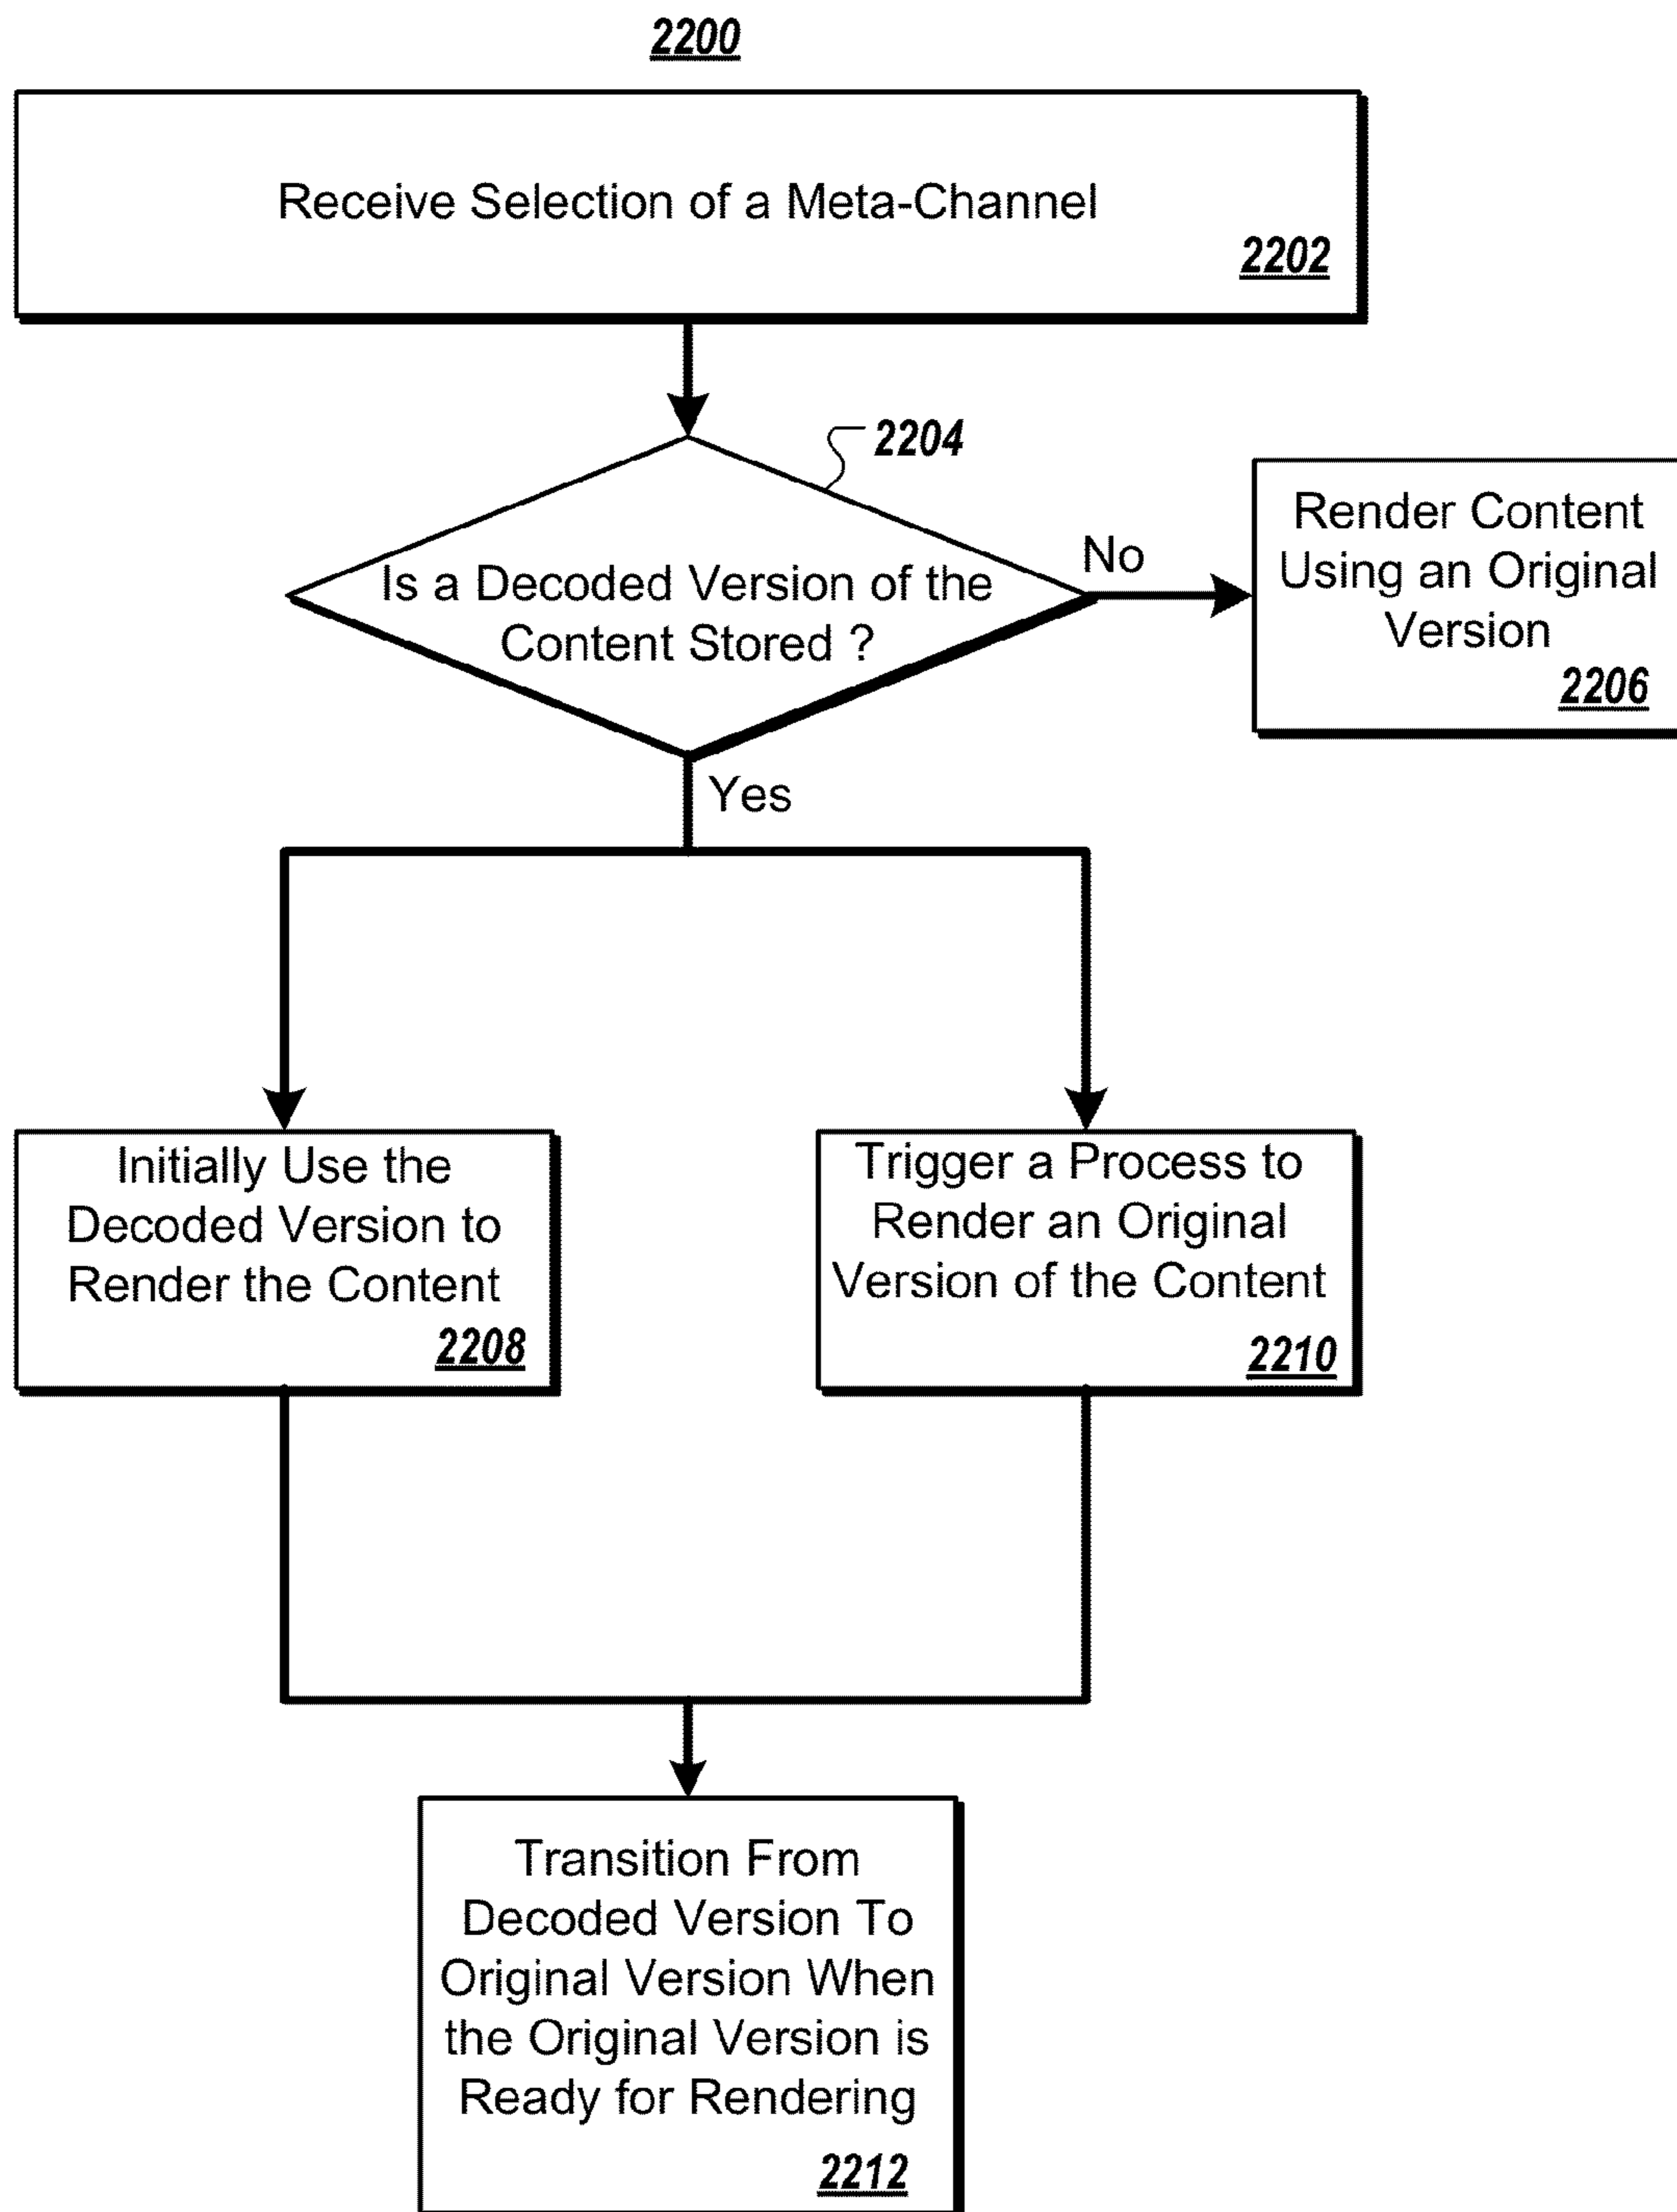 2200
Receive Selection of a Meta-Channel
2202
2204
Is a Decoded Version of the
Content Stored ?
No
Render Content
Using an Original
Version
2206
Yes
Initially Use the
Decoded Version to
Render the Content
2208
Trigger a Process to
Render an Original
Version of the Content
2210
Transition From
Decoded Version To
Original Version When
the Original Version is
Ready for Rendering
2212